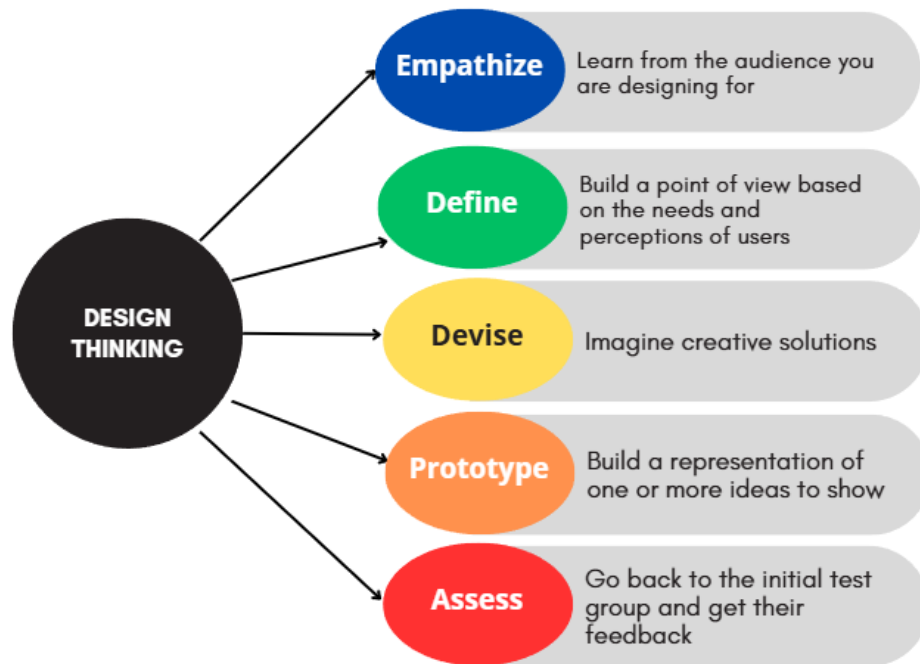 DESIGN
THINKING
Empathize
Learn from the audience you
are designing for
Define
Build a point of view based
on the needs and
perceptions of users
Devise
Imagine creative solutions
Prototype
Build a representation of
one or more ideas to show
Assess
Go back to the initial test
group and get their
feedback